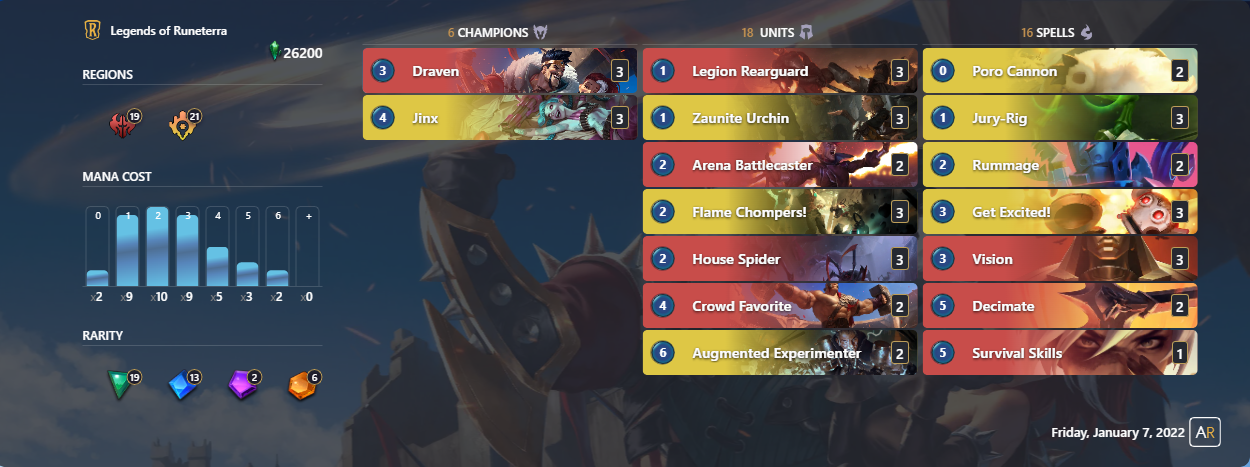 Legends of Runeterra
26200
REGIONS
19
21
MANA COST
0 1 2 3 4 5 6 +
x2 x9 x10 x9 x5 x3 x2 x0
RARITY
19
13
2
6
6 CHAMPIONS
3 Draven 3
4 Jinx 3
18 UNITS
1 Legion Rearguard 3
1 Zaunite Urchin 3
2 Arena Battlecaster 2
2 Flame Chompers! 3
2 House Spider 3
4 Crowd Favorite 2
6 Augmented Experimenter 2
16 SPELLS
0 Poro Cannon 2
1 Jury-Rig 3
2 Rummage 2
3 Get Excited! 3
3 Vision 3
5 Decimate 2
5 Survival Skills 1
Friday, January 7, 2022 AR